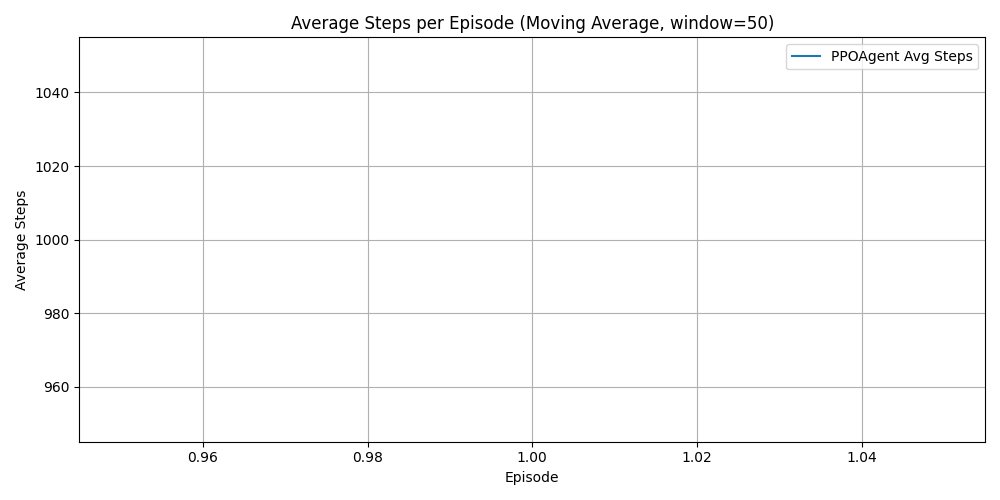 Average Steps per Episode (Moving Average, window=50)
PPOAgent Avg Steps
Average Steps
1040
1020
1000
980
960
0.96 0.98 1.00 1.02 1.04
Episode